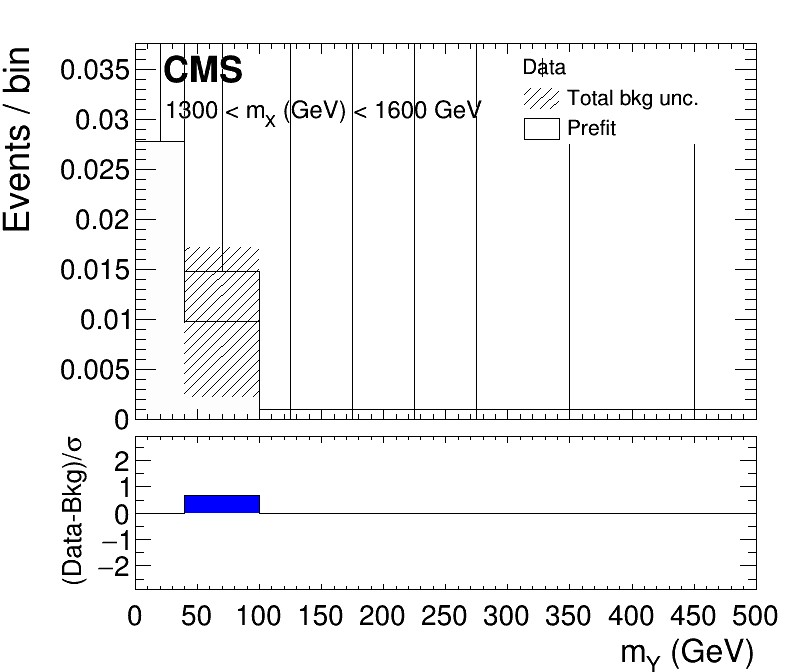 Events / bin
CMS
1300 < mX (GeV) < 1600 GeV
Data
Total bkg unc.
Prefit
0.035
0.03
0.025
0.02
0.015
0.01
0.005
0
(Data-Bkg)/σ
2
1
0
−1
−2
0 50 100 150 200 250 300 350 400 450 500
mY (GeV)